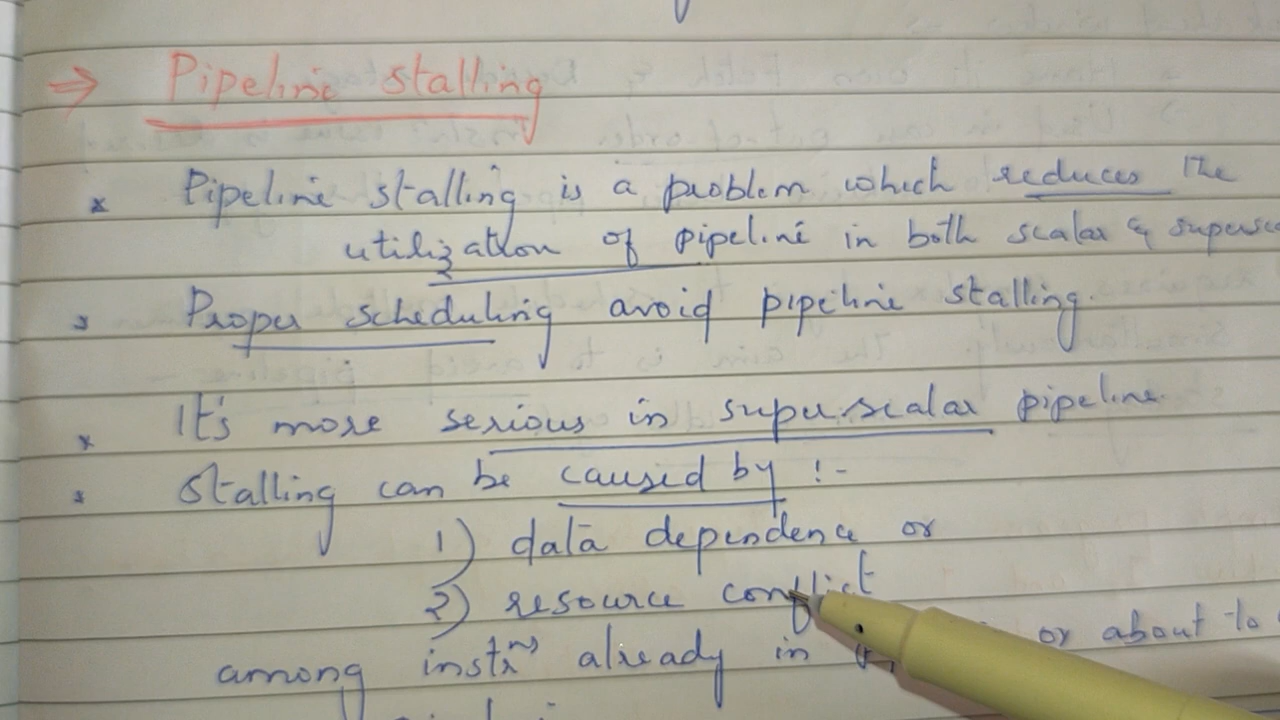 → Pipeline stalling
* Pipeline stalling is a problem which reduces the
utilization of pipeline in both scalar &
* Proper scheduling avoid pipeline stalling.
* It's more serious in superscalar pipeline.
* Stalling can be caused by :-
1) data dependence or
2) resource conflict
among instrns already in or about to